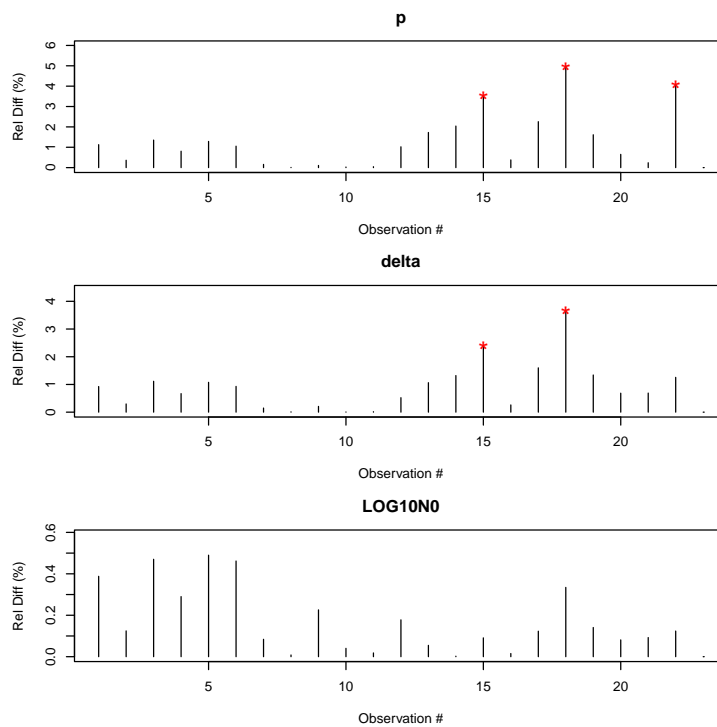 p
Rel Diff (%)
0 1 2 3 4 5 6
5 10 15 20
Observation #
delta
Rel Diff (%)
0 1 2 3 4
5 10 15 20
Observation #
LOG10N0
Rel Diff (%)
0.0 0.2 0.4 0.6
5 10 15 20
Observation #